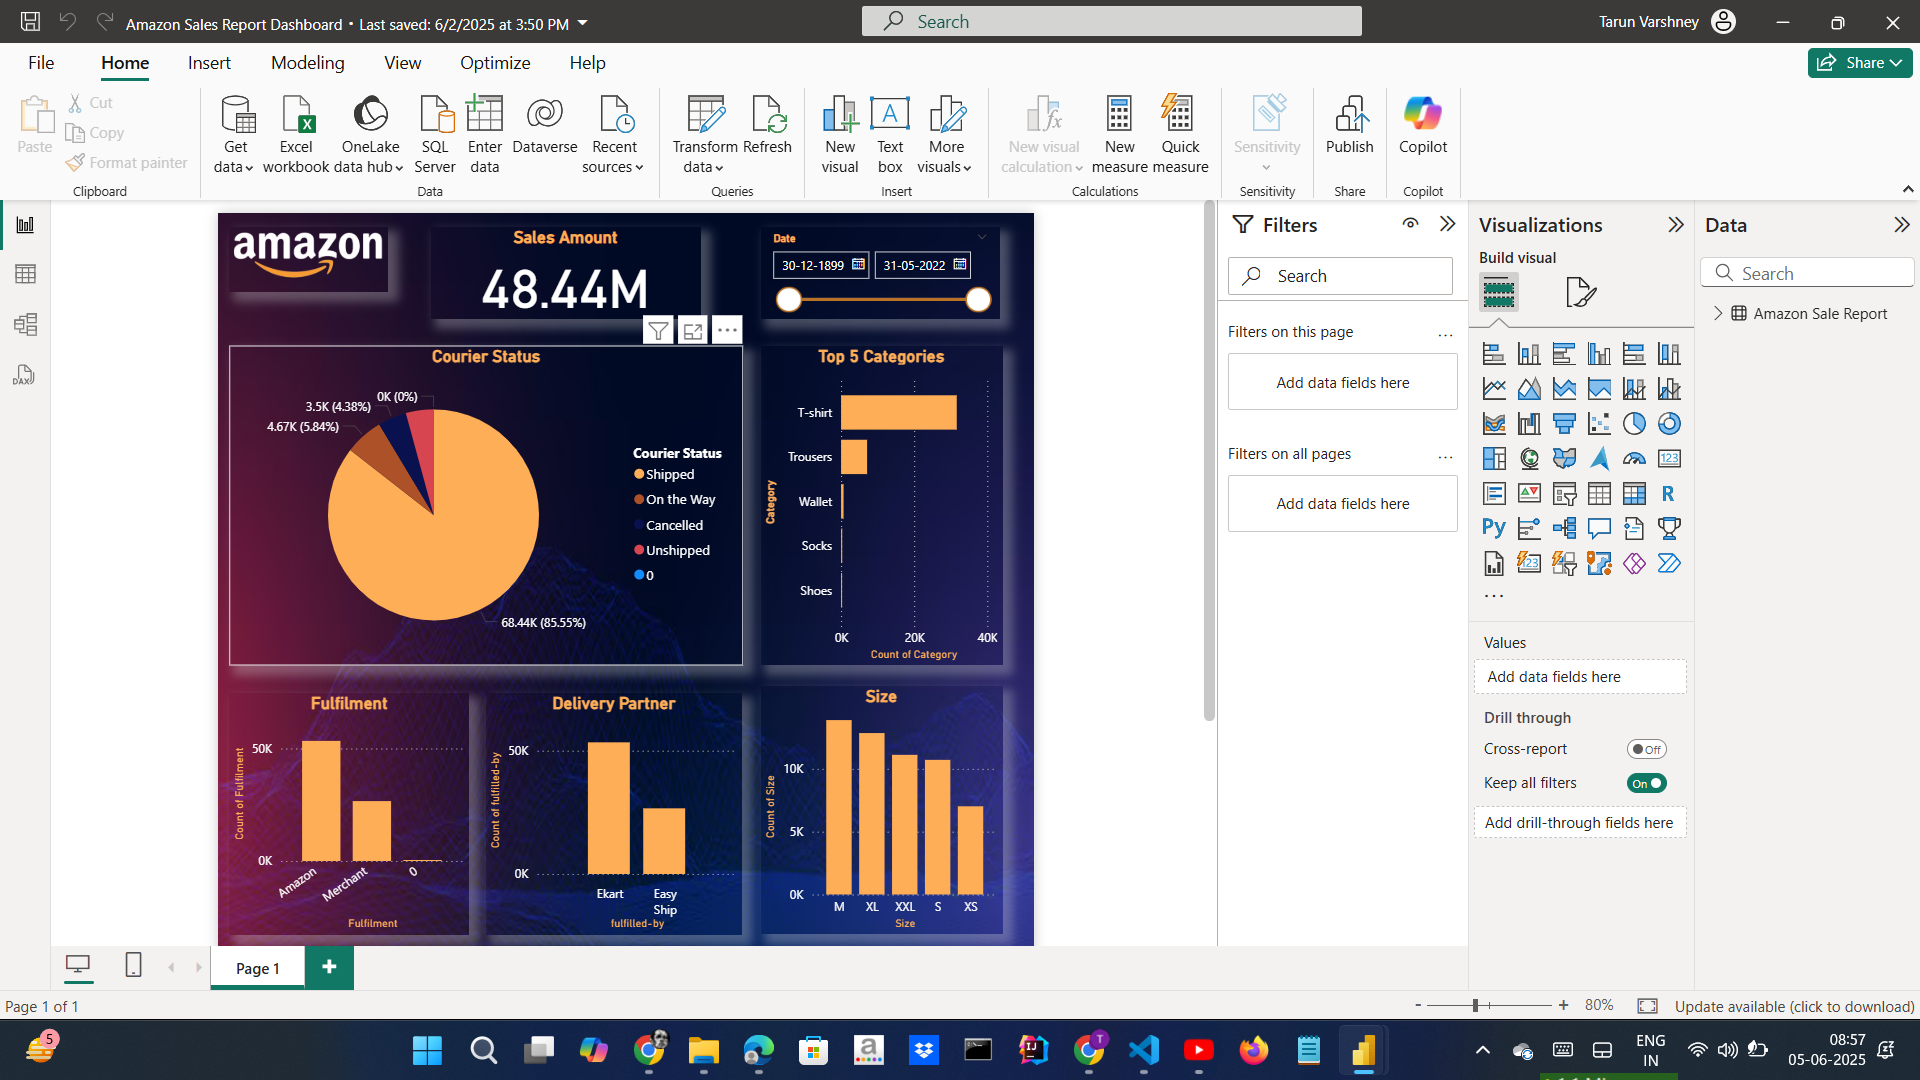 Amazon Sales Report Dashboard • Last saved: 6/2/2025 at 3:50 PM
Search
Tarun Varshney
File Home Insert Modeling View Optimize Help
Share
Paste
Cut
Copy
Format painter
Clipboard
Get data
Excel workbook
OneLake data hub
SQL Server
Enter data
Dataverse
Recent sources
Data
Transform data
Refresh
Queries
New visual
Text box
More visuals
Insert
New visual calculation
New measure
Quick measure
Calculations
Sensitivity
Sensitivity
Publish
Share
Copilot
Copilot
amazon
Sales Amount
48.44M
Date
30-12-1899
31-05-2022
Courier Status
0K (0%)
3.5K (4.38%)
4.67K (5.84%)
68.44K (85.55%)
Courier Status
Shipped
On the Way
Cancelled
Unshipped
0
Top 5 Categories
Category
T-shirt
Trousers
Wallet
Socks
Shoes
0K 20K 40K
Count of Category
Fulfilment
Count of Fulfilment
50K
0K
Amazon
Merchant
0
Fulfilment
Delivery Partner
Count of fulfilled-by
50K
0K
Ekart
Easy
Ship
fulfilled-by
Size
Count of Size
10K
5K
0K
M XL XXL S XS
Size
Filters
Search
Filters on this page
Add data fields here
Filters on all pages
Add data fields here
Visualizations
Build visual
123
R
Py
123
Values
Add data fields here
Drill through
Cross-report
Off
Keep all filters
On
Add drill-through fields here
Data
Search
Amazon Sale Report
DAX
Page 1
Page 1 of 1
- + 80%
Update available (click to download)
5
a
IJ
T
ENG
IN
08:57
05-06-2025